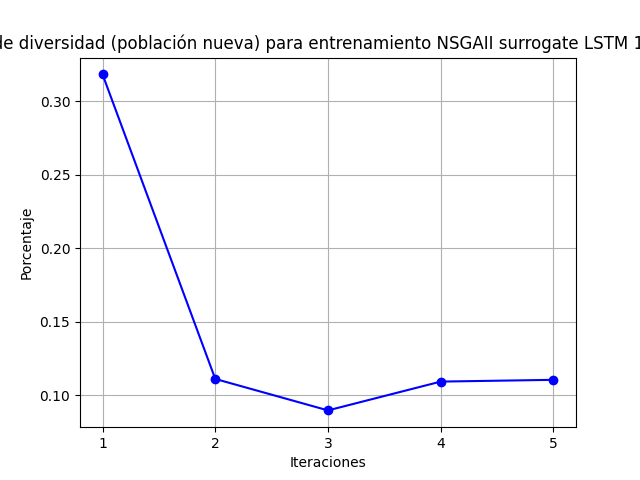 de diversidad (población nueva) para entrenamiento NSGAII surrogate LSTM 1
0.30
0.25
0.20
0.15
0.10
Porcentaje
1 2 3 4 5
Iteraciones